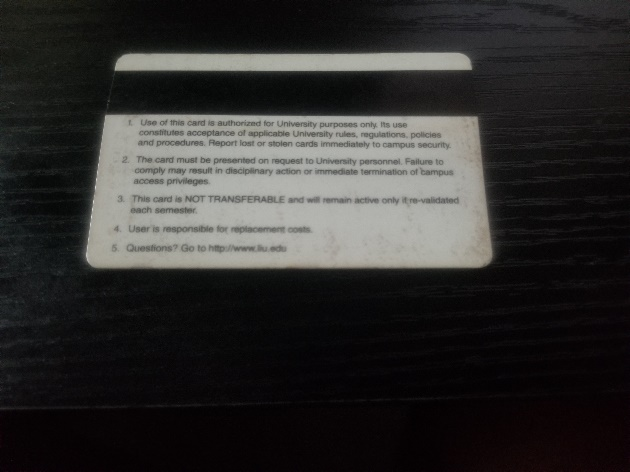 1. Use of this card is authorized for University purposes only. Its use
constitutes acceptance of applicable University rules, regulations, policies
and procedures. Report lost or stolen cards immediately to campus security.
2. The card must be presented on request to University personnel. Failure to
comply may result in disciplinary action or immediate termination of campus
access privileges.
3. This card is NOT TRANSFERABLE and will remain active only if re-validated
each semester.
4. User is responsible for replacement costs.
5. Questions? Go to http://www.liu.edu